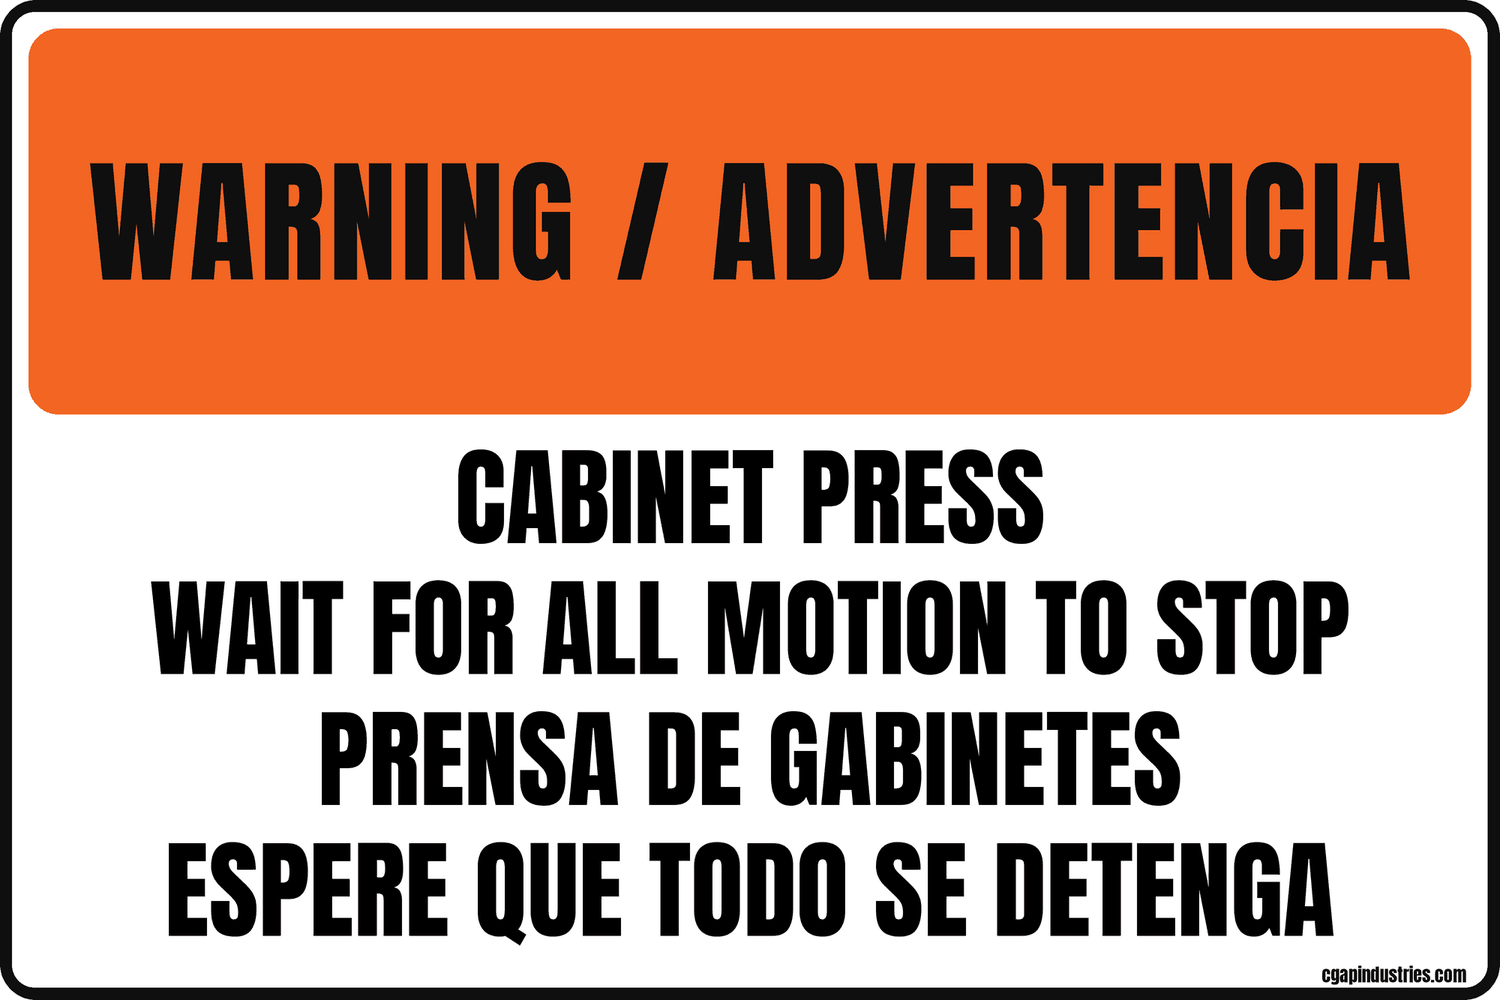 WARNING / ADVERTENCIA
CABINET PRESS
WAIT FOR ALL MOTION TO STOP
PRENSA DE GABINETES
ESPERE QUE TODO SE DETENGA
cgapindustries.com